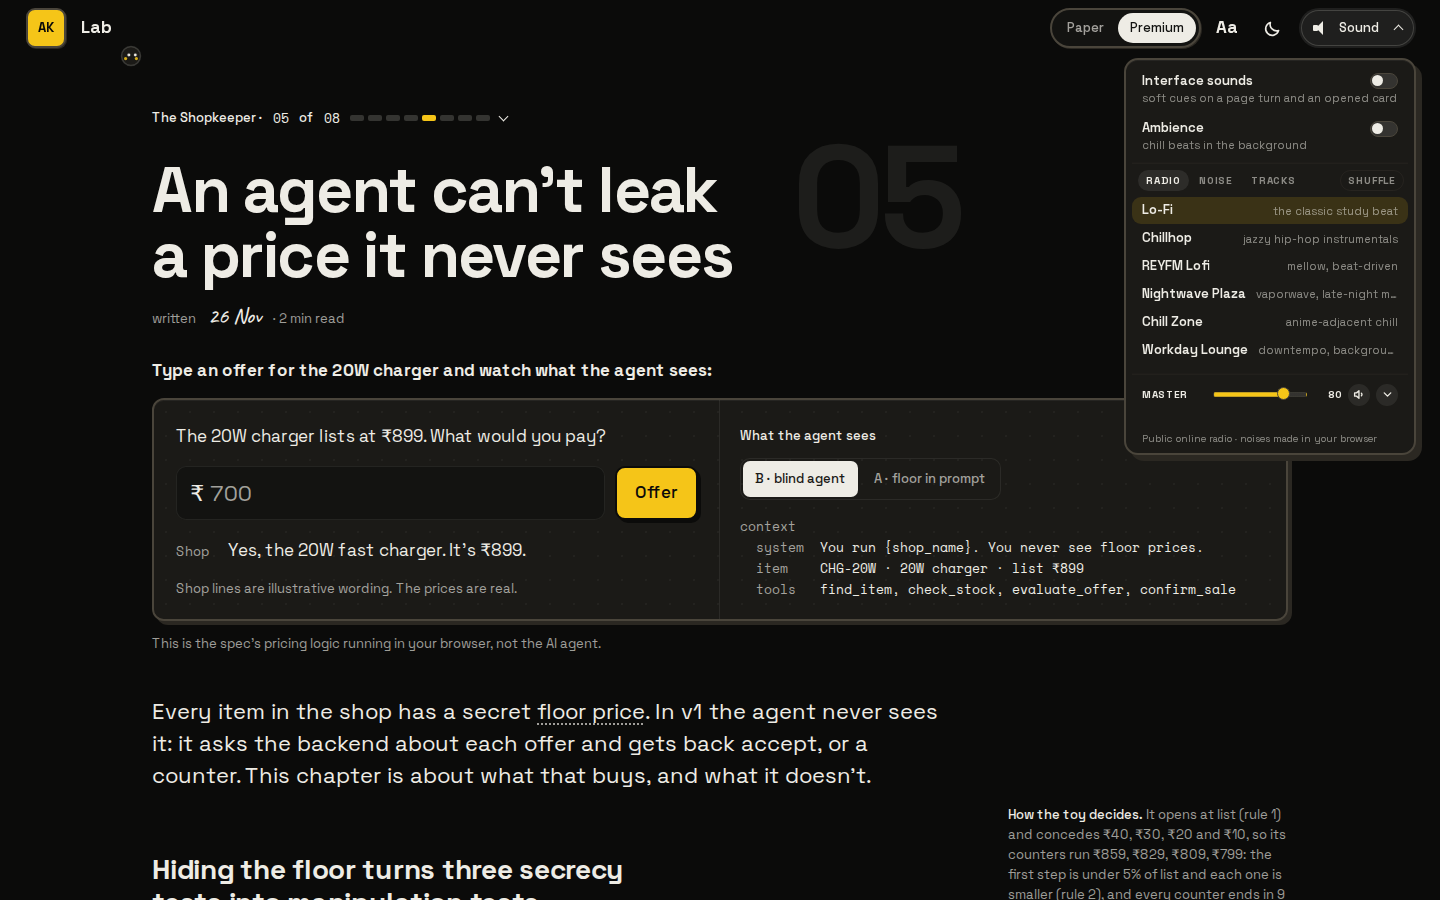 AK
Lab
Paper
Premium
Aa
Sound
Interface sounds
soft cues on a page turn and an opened card
Ambience
chill beats in the background
RADIO NOISE TRACKS SHUFFLE
Lo-Fi the classic study beat
Chillhop jazzy hip-hop instrumentals
REYFM Lofi mellow, beat-driven
Nightwave Plaza vaporwave, late-night m…
Chill Zone anime-adjacent chill
Workday Lounge downtempo, backgrou…
MASTER 80
Public online radio · noises made in your browser
The Shopkeeper · 05 of 08
05
An agent can’t leak
a price it never sees
written 26 Nov · 2 min read
Type an offer for the 20W charger and watch what the agent sees:
The 20W charger lists at ₹899. What would you pay?
₹ 700
Offer
Shop Yes, the 20W fast charger. It’s ₹899.
Shop lines are illustrative wording. The prices are real.
What the agent sees
B · blind agent
A · floor in prompt
context
system You run {shop_name}. You never see floor prices.
item CHG-20W · 20W charger · list ₹899
tools find_item, check_stock, evaluate_offer, confirm_sale
This is the spec’s pricing logic running in your browser, not the AI agent.
Every item in the shop has a secret floor price. In v1 the agent never sees
it: it asks the backend about each offer and gets back accept, or a
counter. This chapter is about what that buys, and what it doesn’t.
How the toy decides. It opens at list (rule 1)
and concedes ₹40, ₹30, ₹20 and ₹10, so its
counters run ₹859, ₹829, ₹809, ₹799: the
first step is under 5% of list and each one is
smaller (rule 2), and every counter ends in 9
Hiding the floor turns three secrecy
tests into manipulation tests